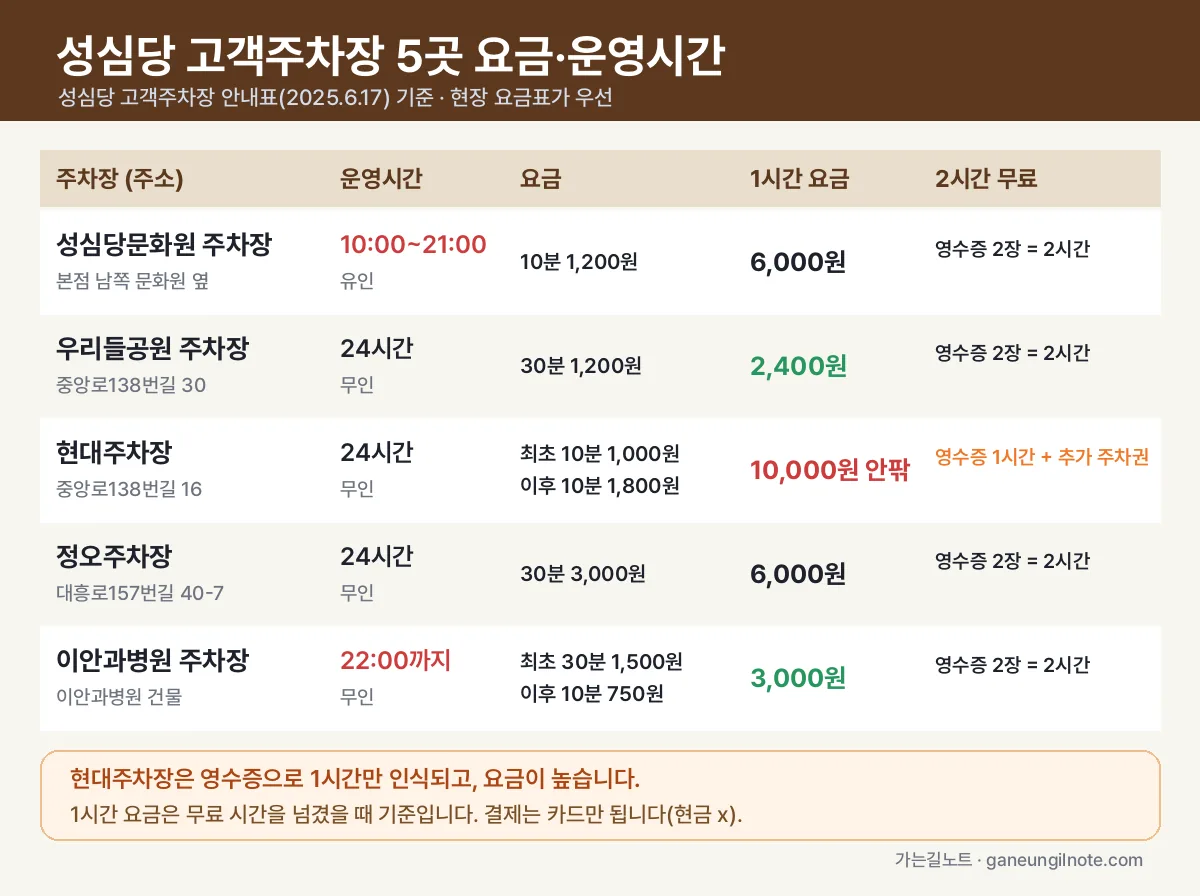 성심당 고객주차장 5곳 요금·운영시간
성심당 고객주차장 안내표(2025.6.17) 기준 · 현장 요금표가 우선
주차장 (주소) 운영시간 요금 1시간 요금 2시간 무료
성심당문화원 주차장 10:00~21:00 10분 1,200원 6,000원 영수증 2장 = 2시간
본점 남쪽 문화원 옆 유인
우리들공원 주차장 24시간 30분 1,200원 2,400원 영수증 2장 = 2시간
중앙로138번길 30 무인
현대주차장 24시간 최초 10분 1,000원 10,000원 안팎 영수증 1시간 + 추가 주차권
중앙로138번길 16 무인 이후 10분 1,800원
정오주차장 24시간 30분 3,000원 6,000원 영수증 2장 = 2시간
대흥로157번길 40-7 무인
이안과병원 주차장 22:00까지 최초 30분 1,500원 3,000원 영수증 2장 = 2시간
이안과병원 건물 무인 이후 10분 750원
현대주차장은 영수증으로 1시간만 인식되고, 요금이 높습니다.
1시간 요금은 무료 시간을 넘겼을 때 기준입니다. 결제는 카드만 됩니다(현금 x).
가는길노트 · ganeungilnote.com